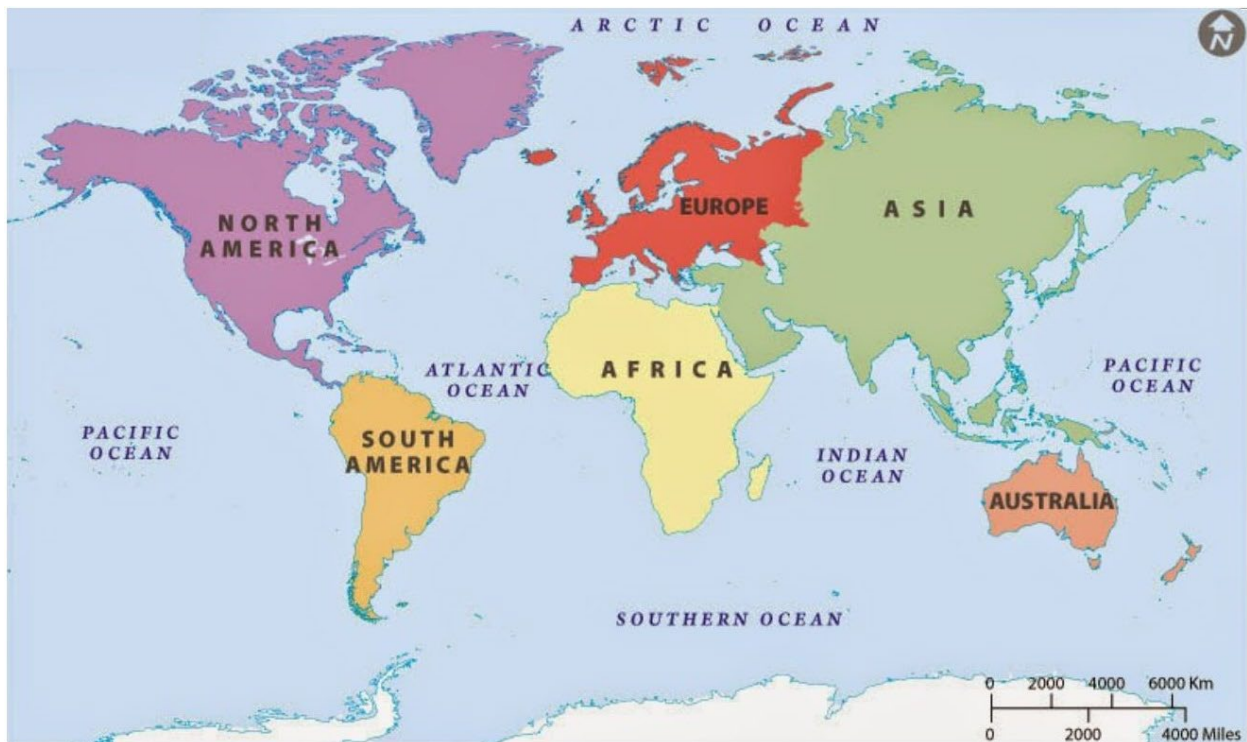 ARCTIC OCEAN
N
NORTH
AMERICA
EUROPE
ASIA
ATLANTIC
OCEAN
AFRICA
PACIFIC
OCEAN
PACIFIC
OCEAN
SOUTH
AMERICA
INDIAN
OCEAN
AUSTRALIA
SOUTHERN OCEAN
0 2000 4000 6000 Km
0 2000 4000 Miles